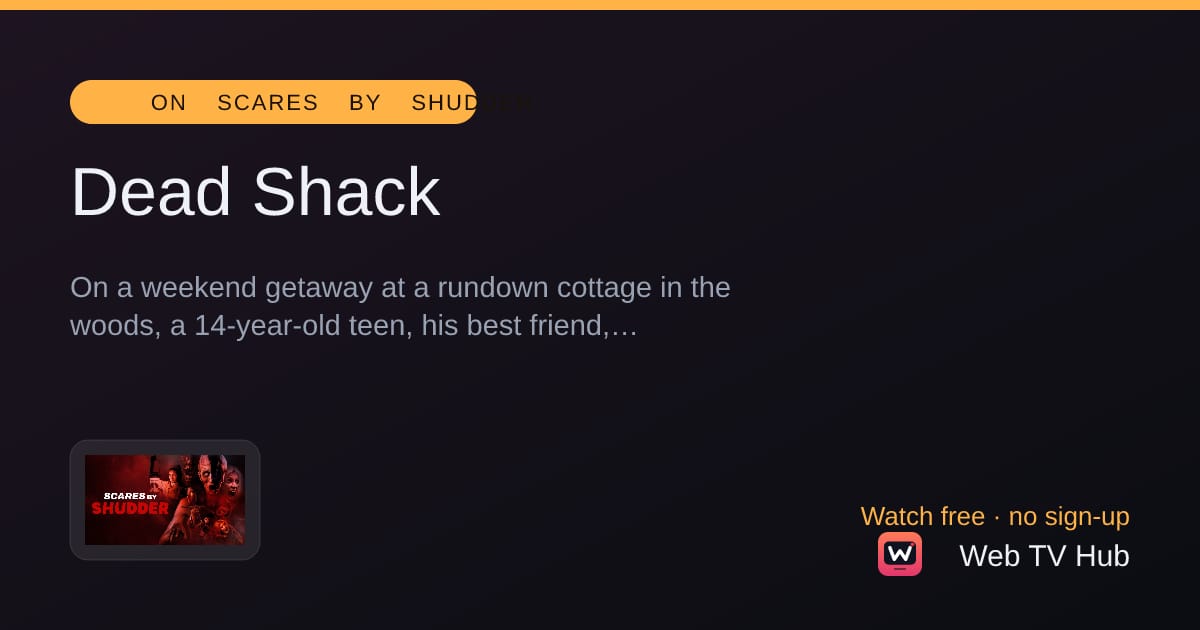 ON SCARES BY SHUDDER
Dead Shack
On a weekend getaway at a rundown cottage in the
woods, a 14-year-old teen, his best friend,…
SCARES BY
SHUDDER
Watch free · no sign-up
W
Web TV Hub